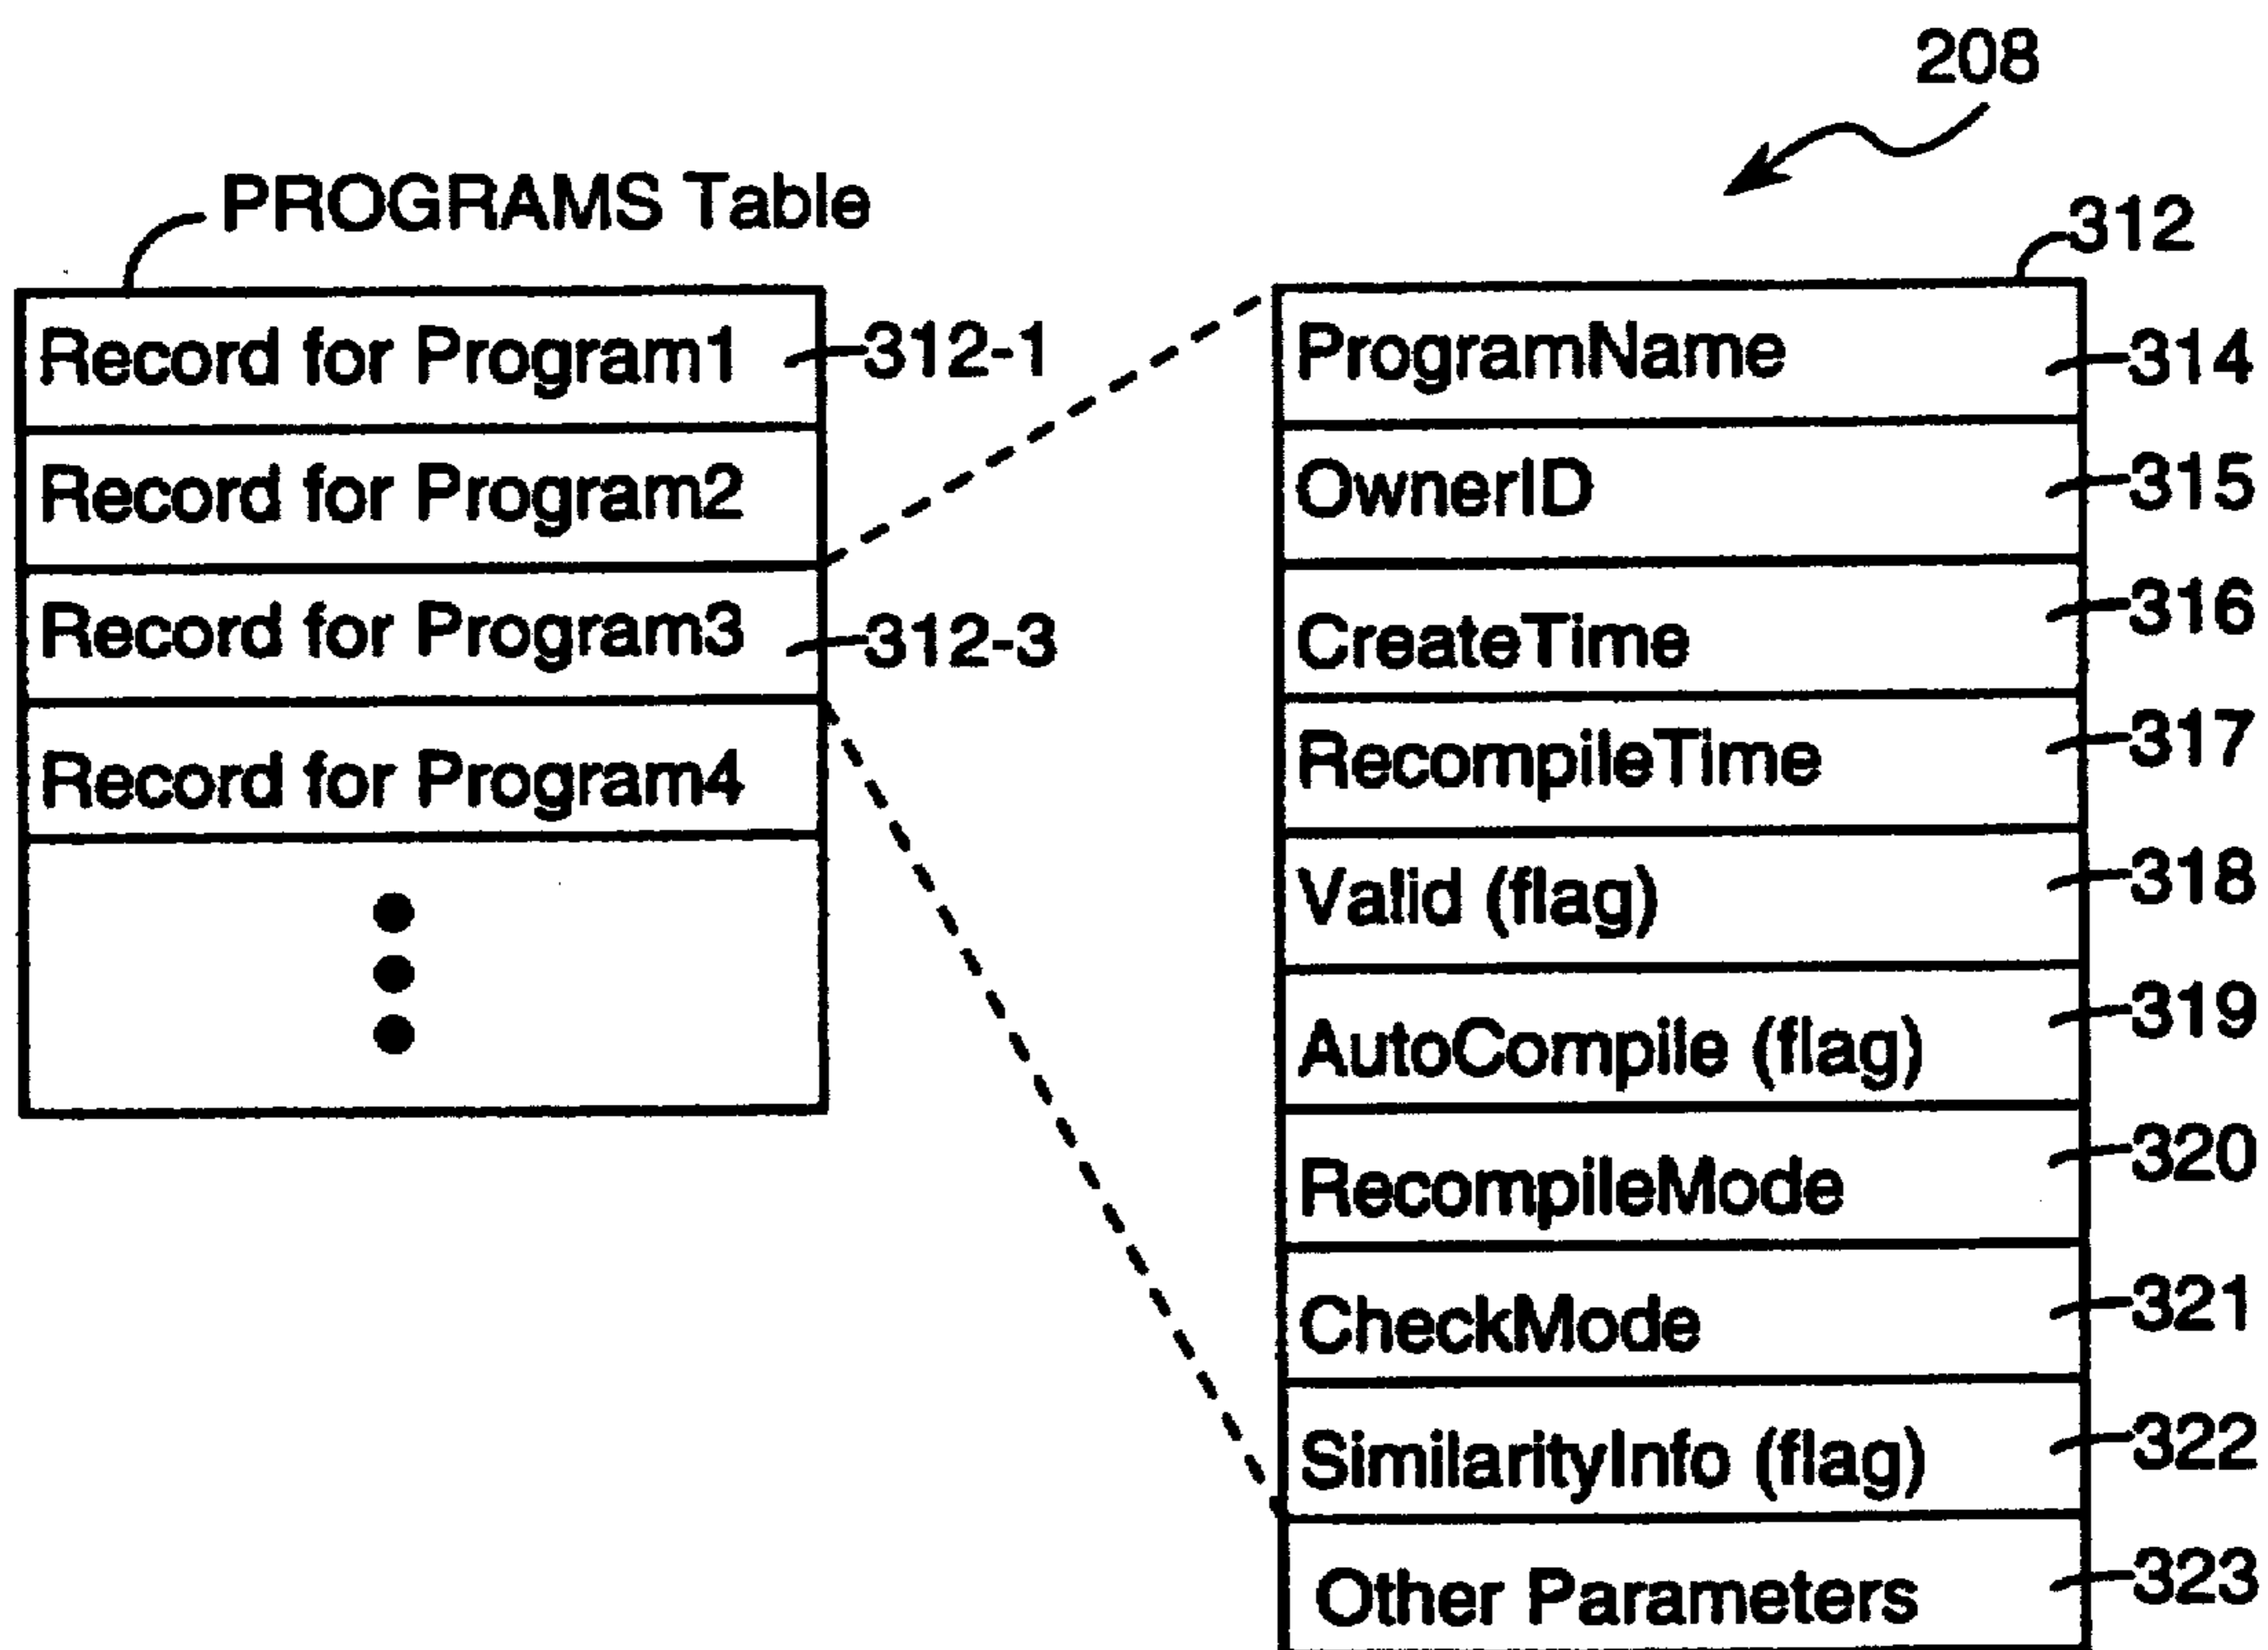 208
PROGRAMS Table
312
Record for Program1
312-1
Record for Program2
Record for Program3
312-3
Record for Program4
ProgramName
314
OwnerID
315
CreateTime
316
RecompileTime
317
Valid (flag)
318
AutoCompile (flag)
319
RecompileMode
320
CheckMode
321
SimilarityInfo (flag)
322
Other Parameters
323